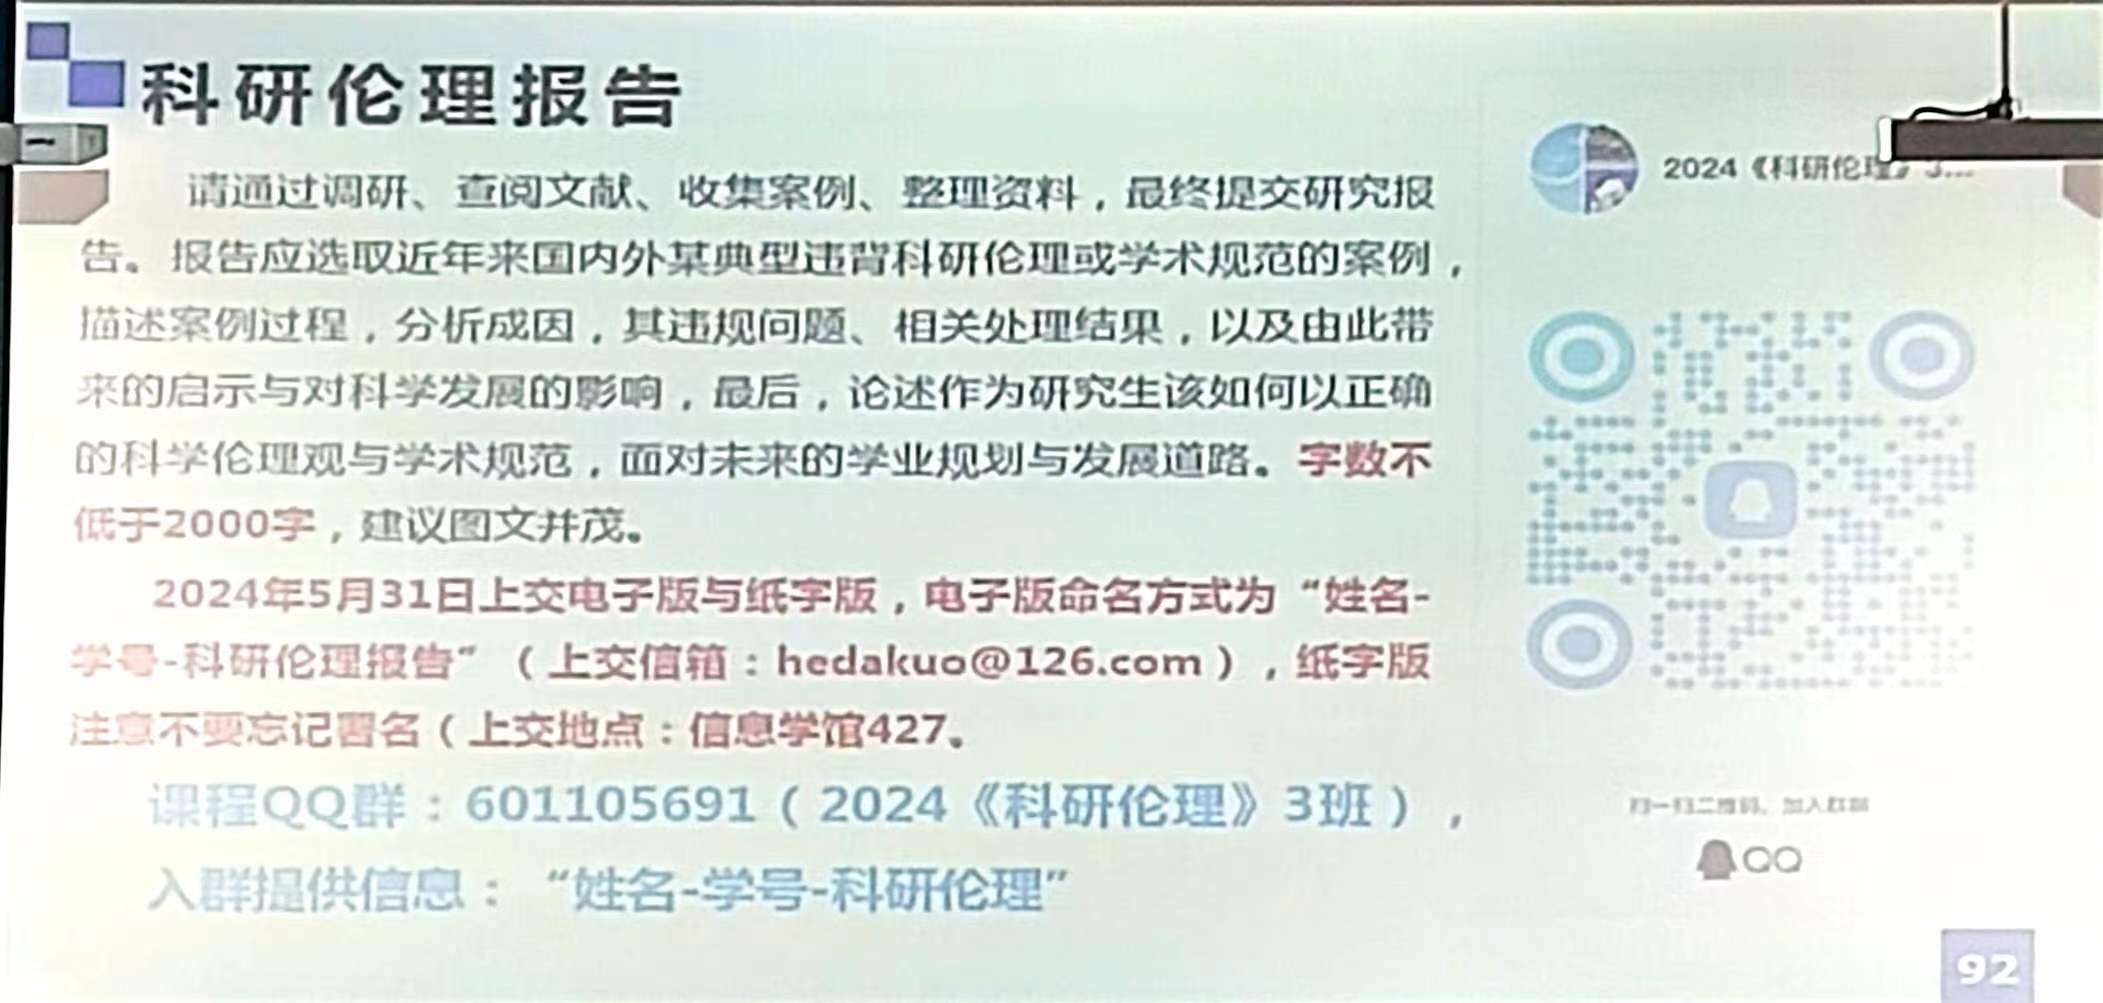 科研伦理报告
请通过调研、查阅文献、收集案例、整理资料，最终提交研究报
告。报告应选取近年来国内外某典型违背科研伦理或学术规范的案例，
描述案例过程，分析成因，其违规问题、相关处理结果，以及由此带
来的启示与对科学发展的影响，最后，论述作为研究生该如何以正确
的科学伦理观与学术规范，面对未来的学业规划与发展道路。字数不
低于2000字，建议图文并茂。
2024年5月31日上交电子版与纸字版，电子版命名方式为“姓名-
学号-科研伦理报告”（上交信箱：hedakuo@126.com），纸字版
注意不要忘记署名（上交地点：信息学馆427。
课程QQ群：601105691（2024《科研伦理》3班），
入群提供信息：“姓名-学号-科研伦理”
2024《科研伦理》3...
扫一扫二维码，加入群聊
QQ
92